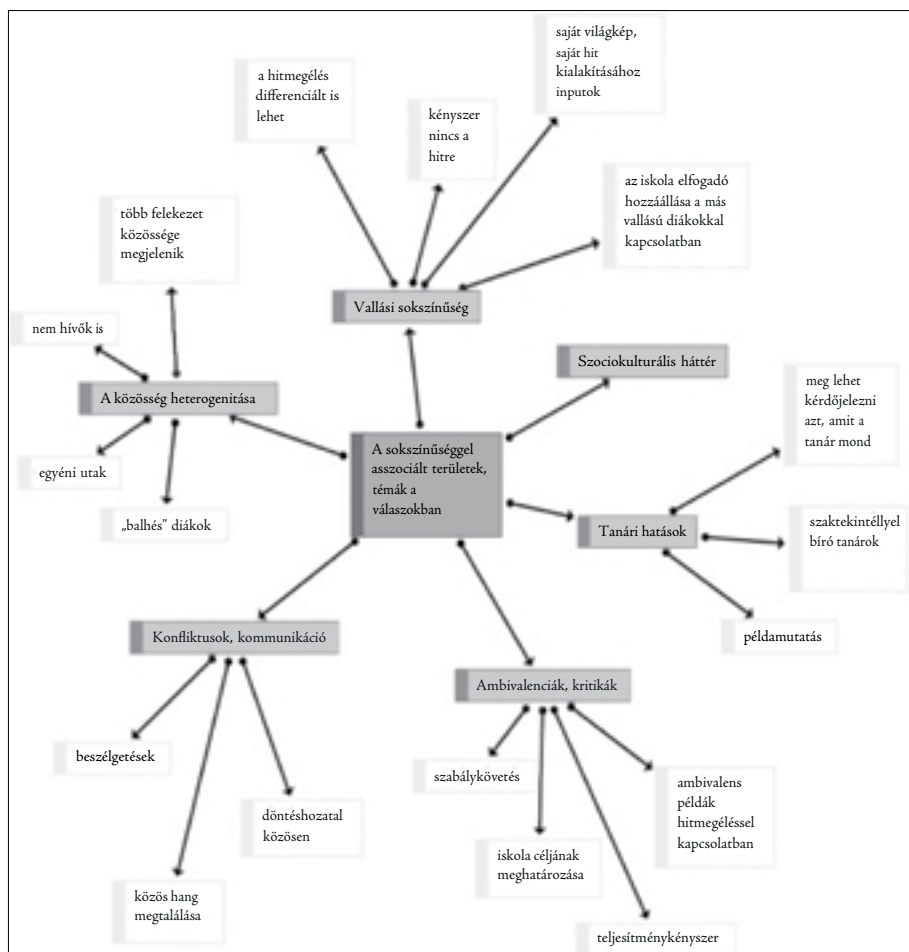 saját világkép,
saját hit
kialakításához
inputok
a hitmegélés
differenciált is
lehet
kényszer
nincs a
hitre
az iskola elfogadó
hozzáállása a más
vallású diákokkal
kapcsolatban
több felekezet
közössége
megjelenik
Vallási sokszínűség
nem hívők is
Szociokulturális háttér
A közösség heterogenitása
meg lehet
kérdőjelezni
azt, amit a
tanár mond
A sokszínűséggel
asszociált területek,
témák a
válaszokban
egyéni utak
„balhés” diákok
Tanári hatások
szaktekintéllyel
bíró tanárok
Konfliktusok, kommunikáció
példamutatás
Ambivalenciák, kritikák
beszélgetések
szabálykövetés
ambivalens
példák
hitmegéléssel
kapcsolatban
döntéshozatal
közösen
iskola céljának
meghatározása
közös hang
megtalálása
teljesítménykényszer